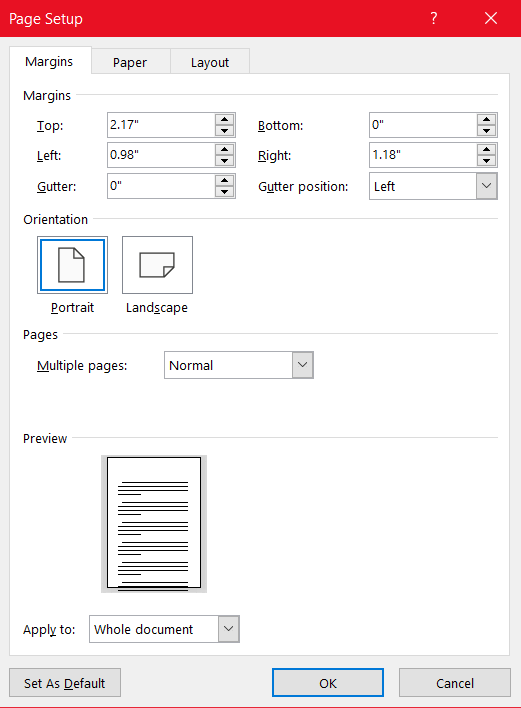 Page Setup ?
Margins Paper Layout
Margins
Top: 2.17" Bottom: 0"
Left: 0.98" Right: 1.18"
Gutter: 0" Gutter position: Left
Orientation
Portrait Landscape
Pages
Multiple pages: Normal
Preview
Apply to: Whole document
Set As Default OK Cancel